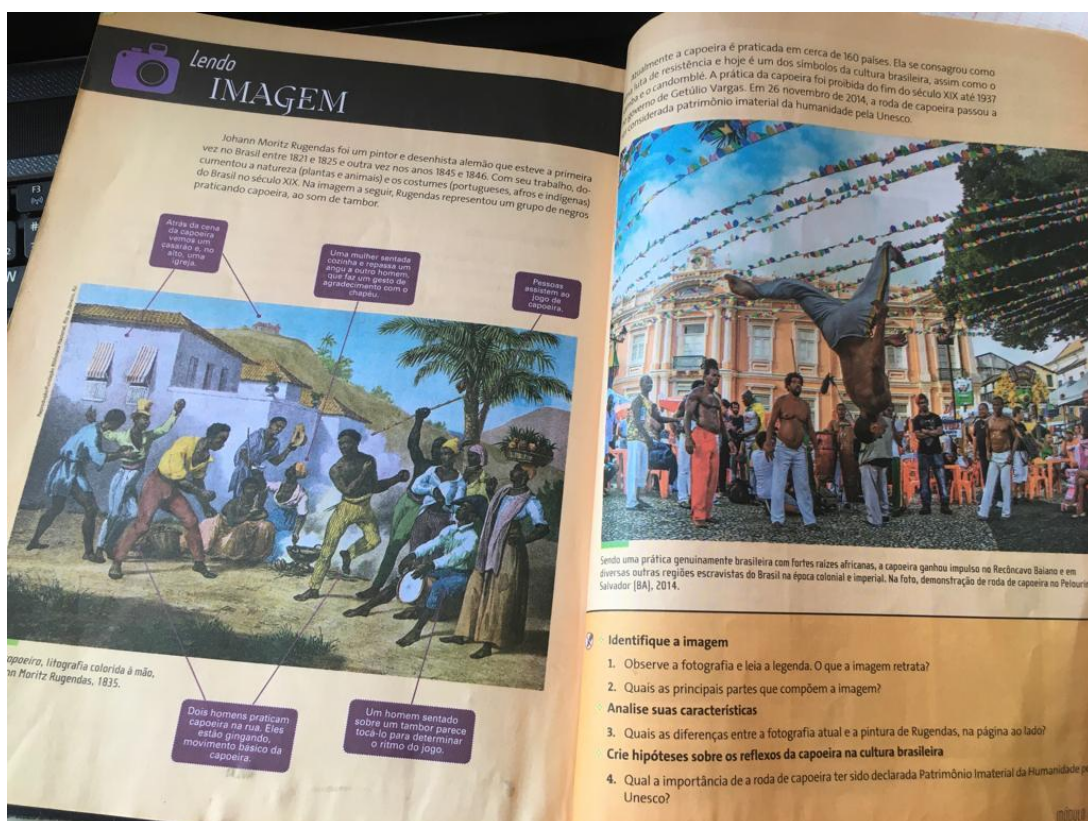 Lendo
IMAGEM
Johann Moritz Rugendas foi um pintor e desenhista alemão que esteve a primeira
vez no Brasil entre 1821 e 1825 e outra vez nos anos 1845 e 1846. Com seu trabalho, do-
cumentou a natureza (plantas e animais) e os costumes (portugueses, afros e indígenas)
do Brasil no século XIX. Na imagem a seguir, Rugendas representou um grupo de negros
praticando capoeira, ao som de tambor.
Atrás da cena
da capoeira
vemos um
casarão e, no
alto, uma
igreja.
Uma mulher sentada
cozinha e repassa um
angu a outro homem,
que faz um gesto de
agradecimento com o
chapéu.
Pessoas
assistem ao
jogo de
capoeira.
apoeira, litografia colorida à mão,
nn Moritz Rugendas, 1835.
Dois homens praticam
capoeira na rua. Eles
estão gingando,
movimento básico da
capoeira.
Um homem sentado
sobre um tambor parece
tocá-lo para determinar
o ritmo do jogo.
tualmente a capoeira é praticada em cerca de 160 países. Ela se consagrou como
luta de resistência e hoje é um dos símbolos da cultura brasileira, assim como o
e o candomblé. A prática da capoeira foi proibida do fim do século XIX até 1937
governo de Getúlio Vargas. Em 26 novembro de 2014, a roda de capoeira passou a
considerada patrimônio imaterial da humanidade pela Unesco.
Sendo uma prática genuinamente brasileira com fortes raízes africanas, a capoeira ganhou impulso no Recôncavo Baiano e em
diversas outras regiões escravistas do Brasil na época colonial e imperial. Na foto, demonstração de roda de capoeira no Pelouri
Salvador (BA), 2014.
Identifique a imagem
1. Observe a fotografia e leia a legenda. O que a imagem retrata?
2. Quais as principais partes que compõem a imagem?
Analise suas características
3. Quais as diferenças entre a fotografia atual e a pintura de Rugendas, na página ao lado?
Crie hipóteses sobre os reflexos da capoeira na cultura brasileira
4. Qual a importância de a roda de capoeira ter sido declarada Patrimônio Imaterial da Humanidade pe
Unesco?
F3